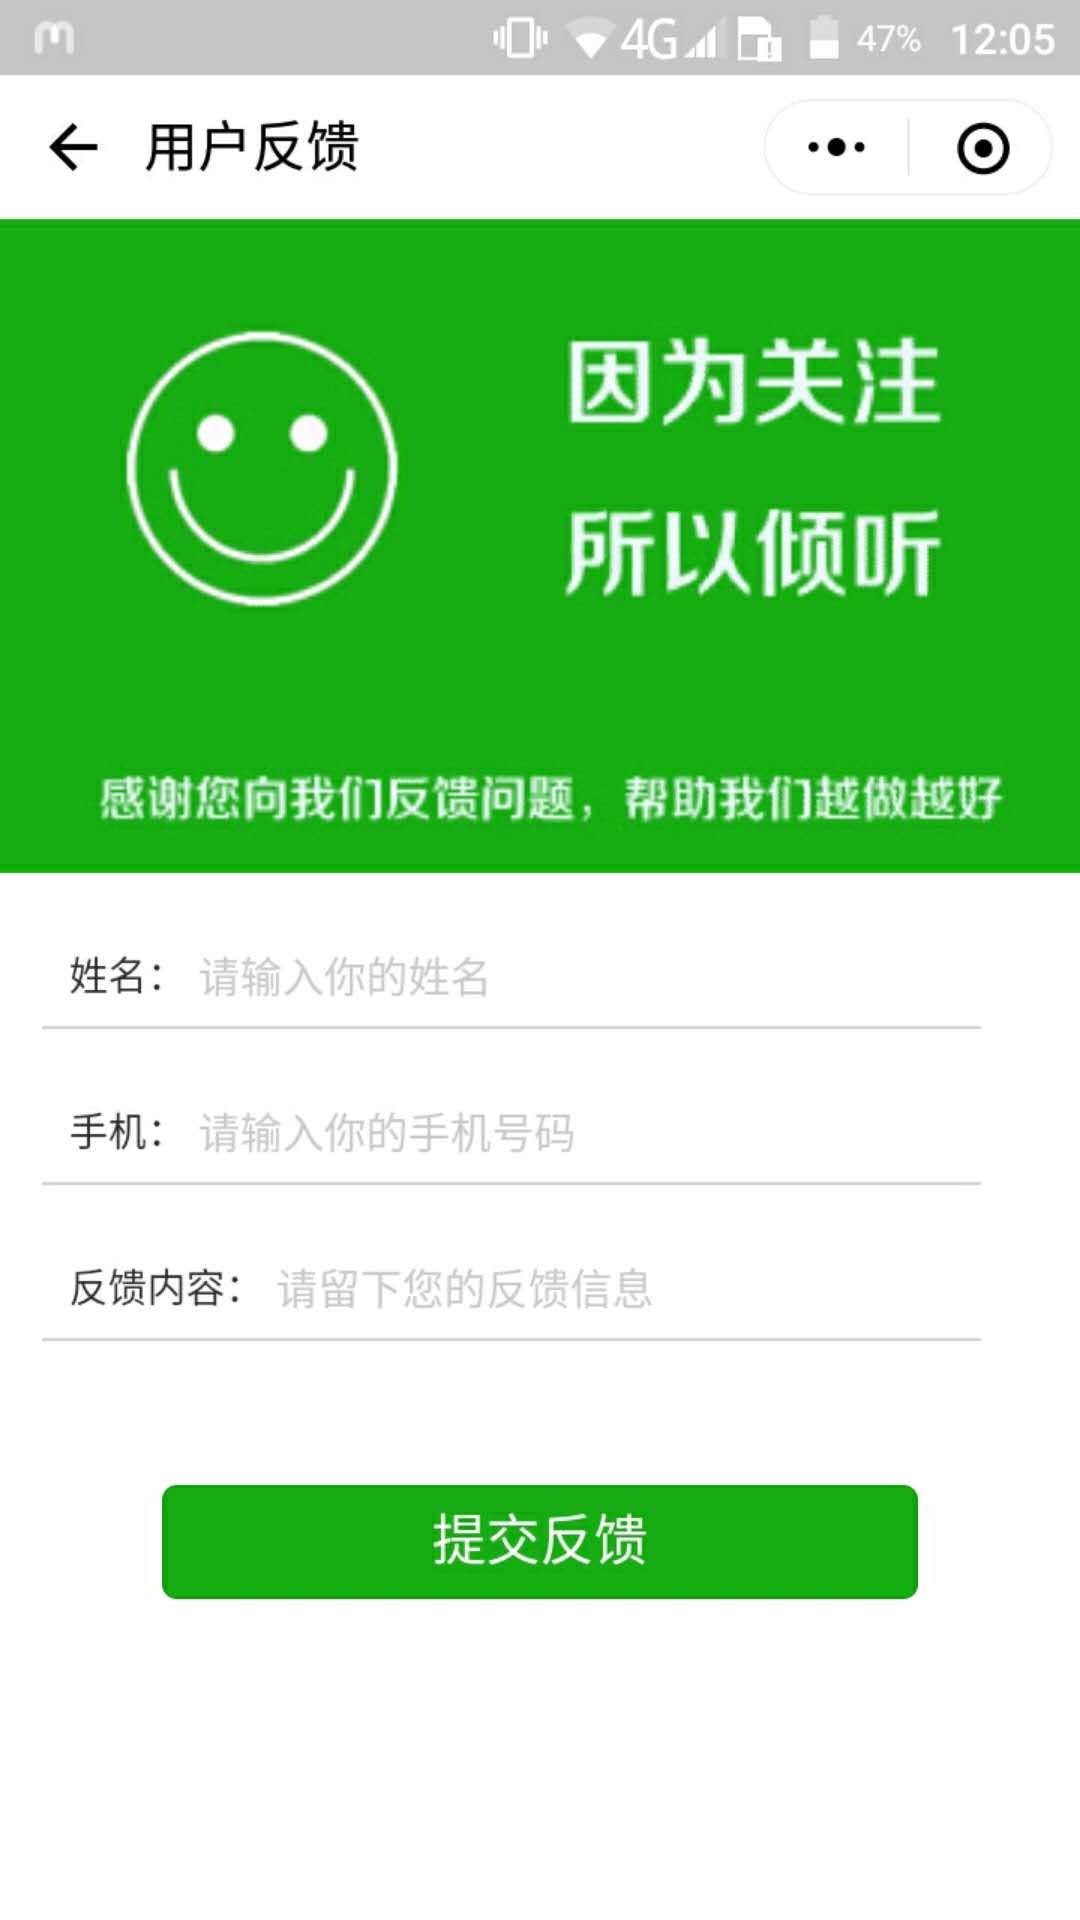 4G 47% 12:05
用户反馈
因为关注
所以倾听
感谢您向我们反馈问题，帮助我们越做越好
姓名： 请输入你的姓名
手机： 请输入你的手机号码
反馈内容： 请留下您的反馈信息
提交反馈